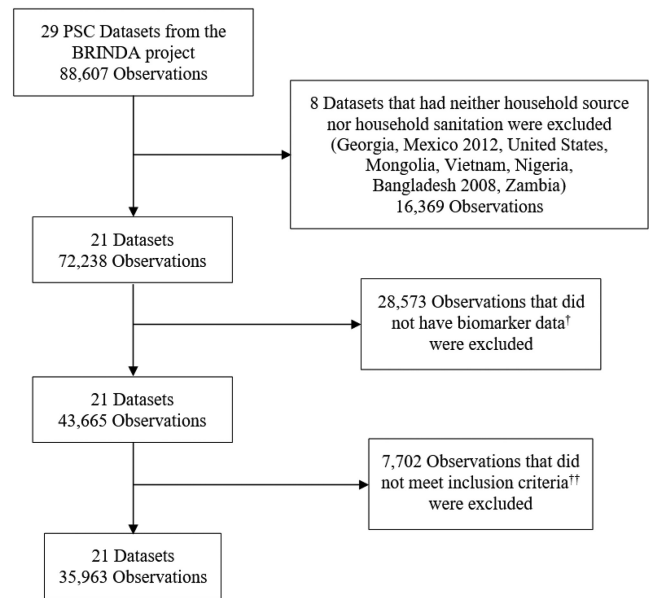 29 PSC Datasets from the
BRINDA project
88,607 Observations
8 Datasets that had neither household source
nor household sanitation were excluded
(Georgia, Mexico 2012, United States,
Mongolia, Vietnam, Nigeria,
Bangladesh 2008, Zambia)
16,369 Observations
21 Datasets
72,238 Observations
28,573 Observations that did
not have biomarker data†
were excluded
21 Datasets
43,665 Observations
7,702 Observations that did
not meet inclusion criteria††
were excluded
21 Datasets
35,963 Observations